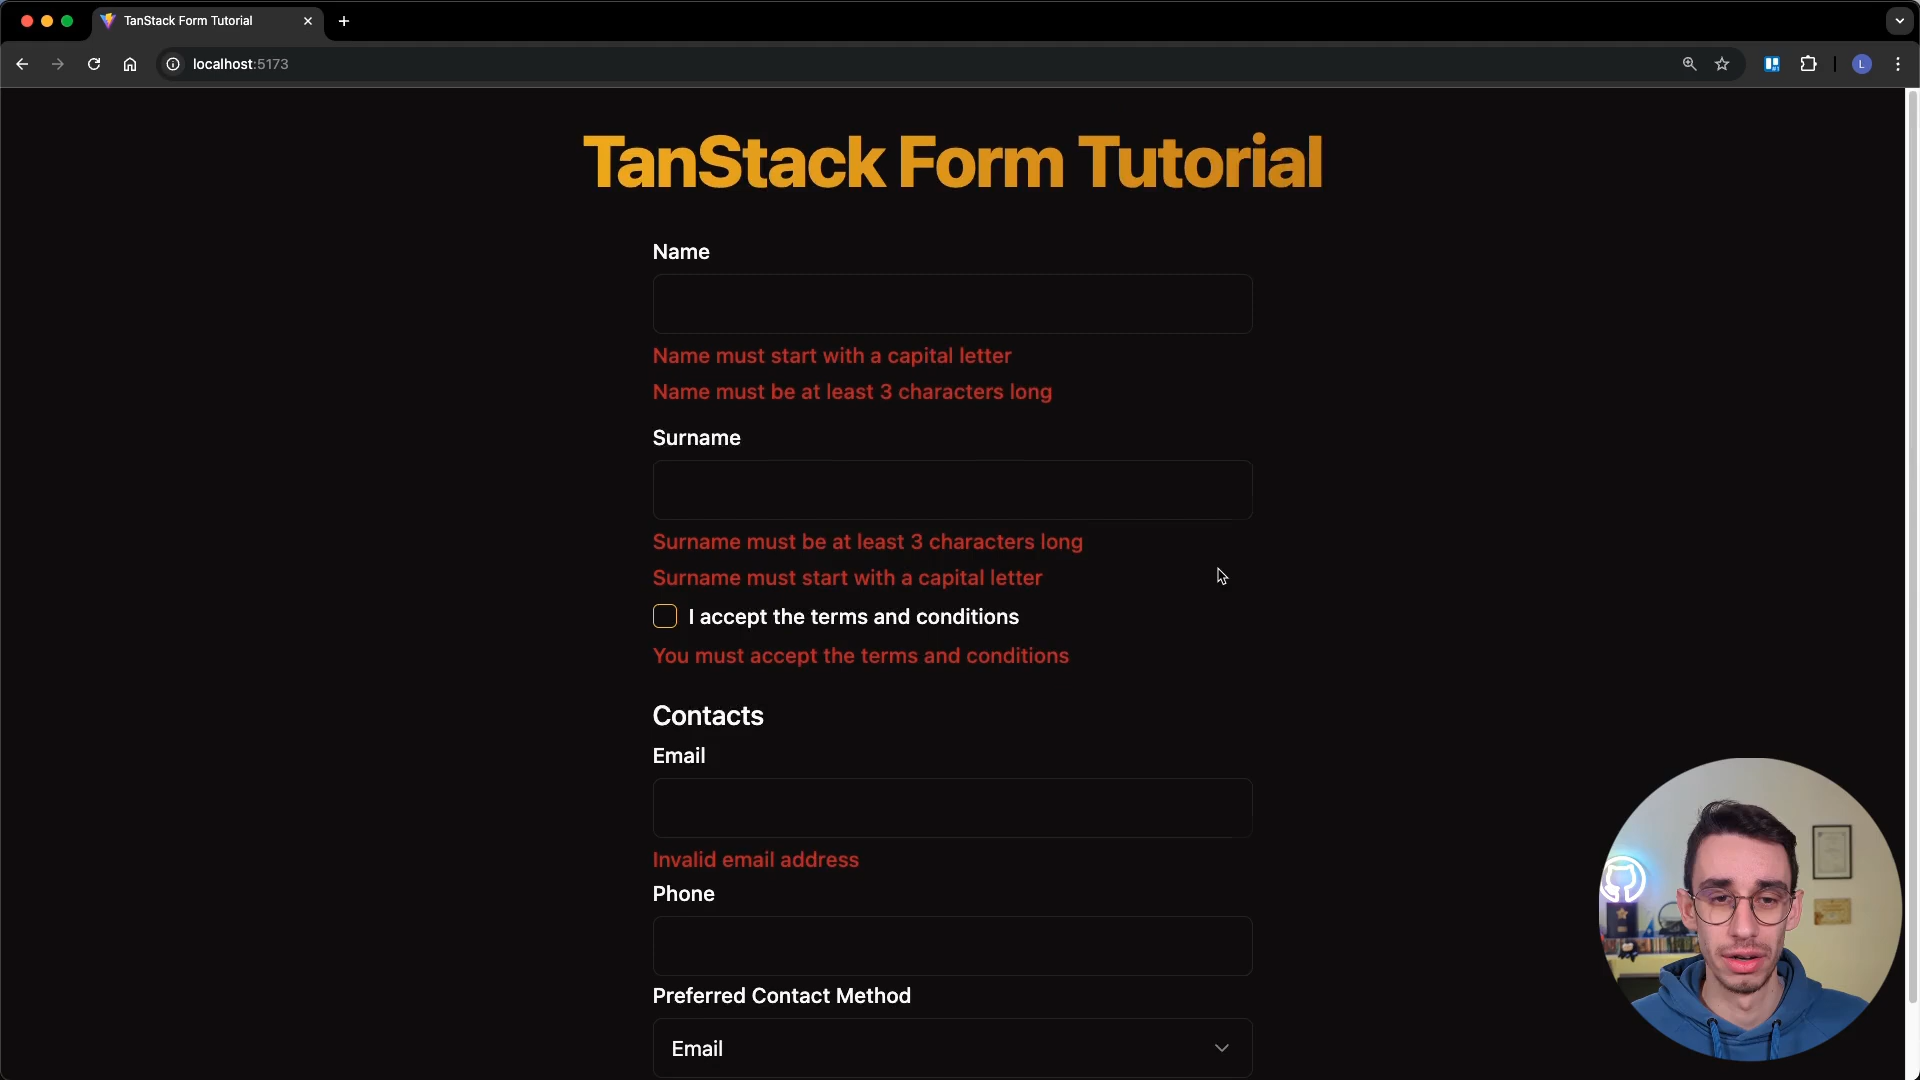 TanStack Form Tutorial
localhost:5173
L
TanStack Form Tutorial
Name
Name must start with a capital letter
Name must be at least 3 characters long
Surname
Surname must be at least 3 characters long
Surname must start with a capital letter
I accept the terms and conditions
You must accept the terms and conditions
Contacts
Email
Invalid email address
Phone
Preferred Contact Method
Email